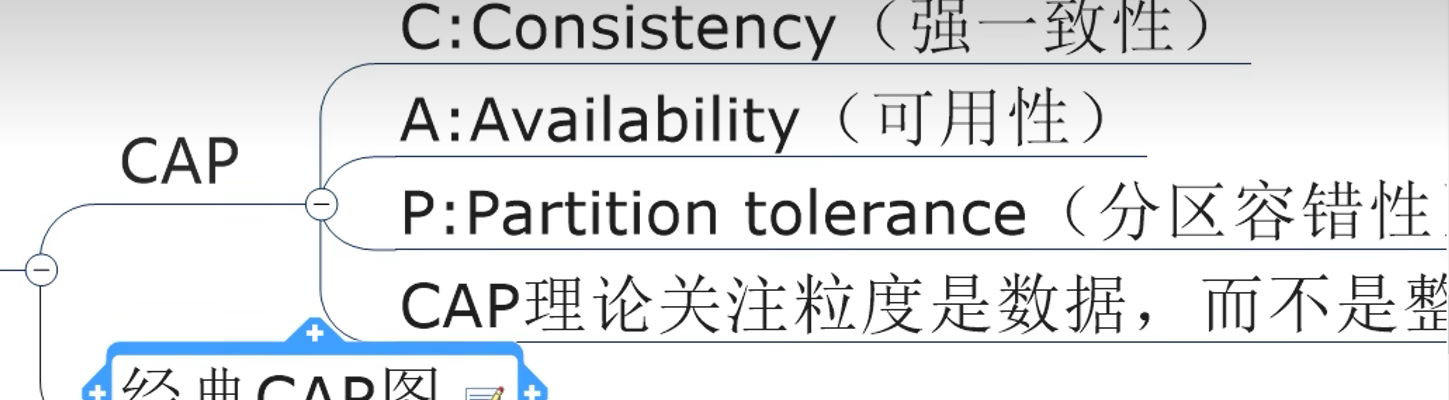 C:Consistency（强一致性）
A:Availability（可用性）
CAP
P:Partition tolerance（分区容错性
CAP理论关注粒度是数据，而不是整
经典CAP图